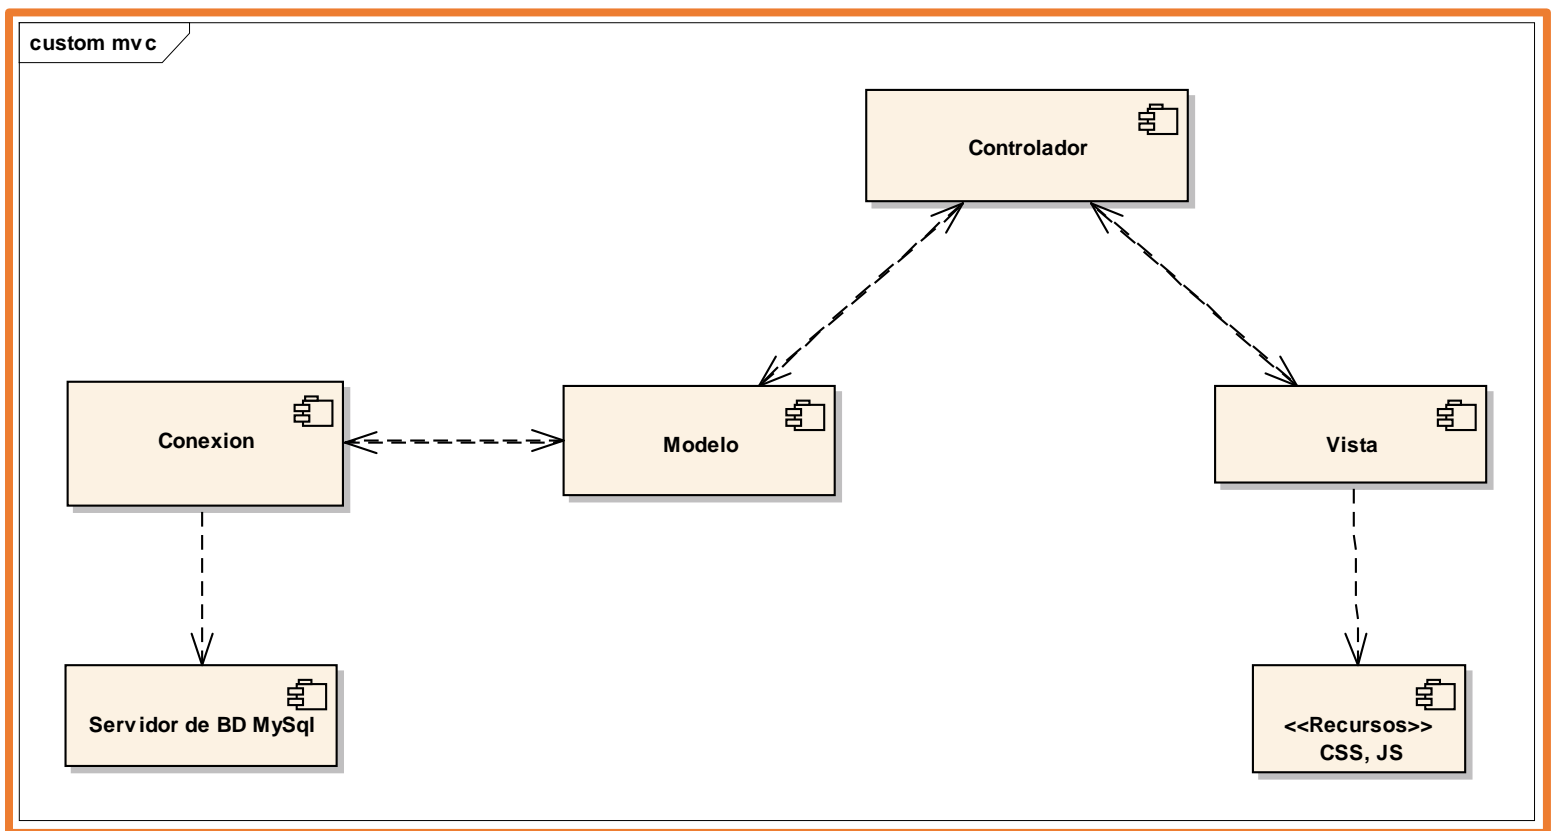 custom mvc
Controlador
Conexion
Modelo
Vista
Servidor de BD MySql
<<Recursos>>
CSS, JS